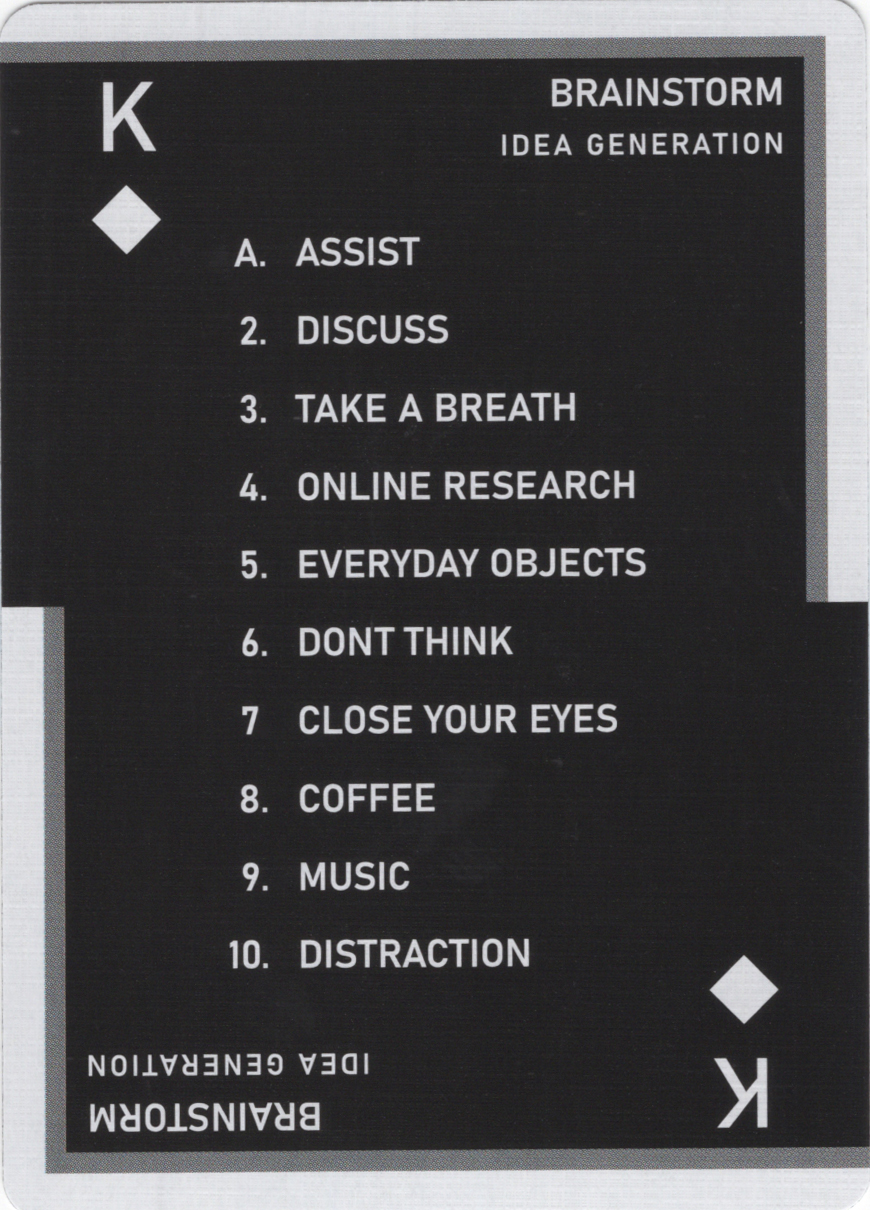 K
BRAINSTORM
IDEA GENERATION
A. ASSIST
2. DISCUSS
3. TAKE A BREATH
4. ONLINE RESEARCH
5. EVERYDAY OBJECTS
6. DONT THINK
7 CLOSE YOUR EYES
8. COFFEE
9. MUSIC
10. DISTRACTION
K
BRAINSTORM
IDEA GENERATION